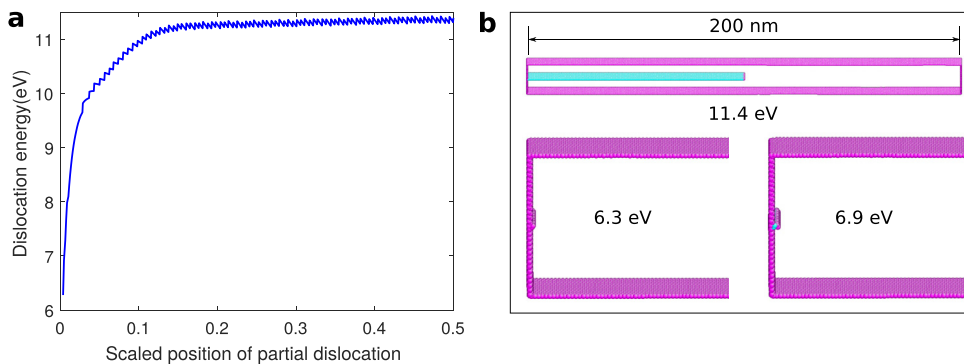 a
Dislocation energy(eV)
11
10
9
8
7
6
0
0.1
0.2
0.3
0.4
0.5
Scaled position of partial dislocation
b
200 nm
11.4 eV
6.3 eV
6.9 eV